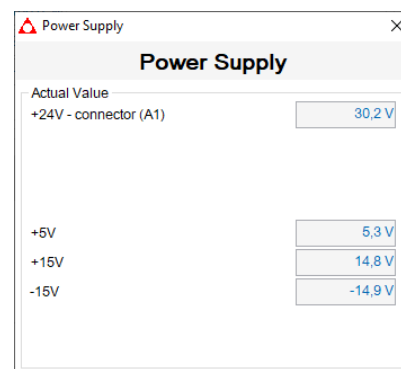 Power Supply
Power Supply
Actual Value
+24V - connector (A1) 30,2 V
+5V 5,3 V
+15V 14,8 V
-15V -14,9 V